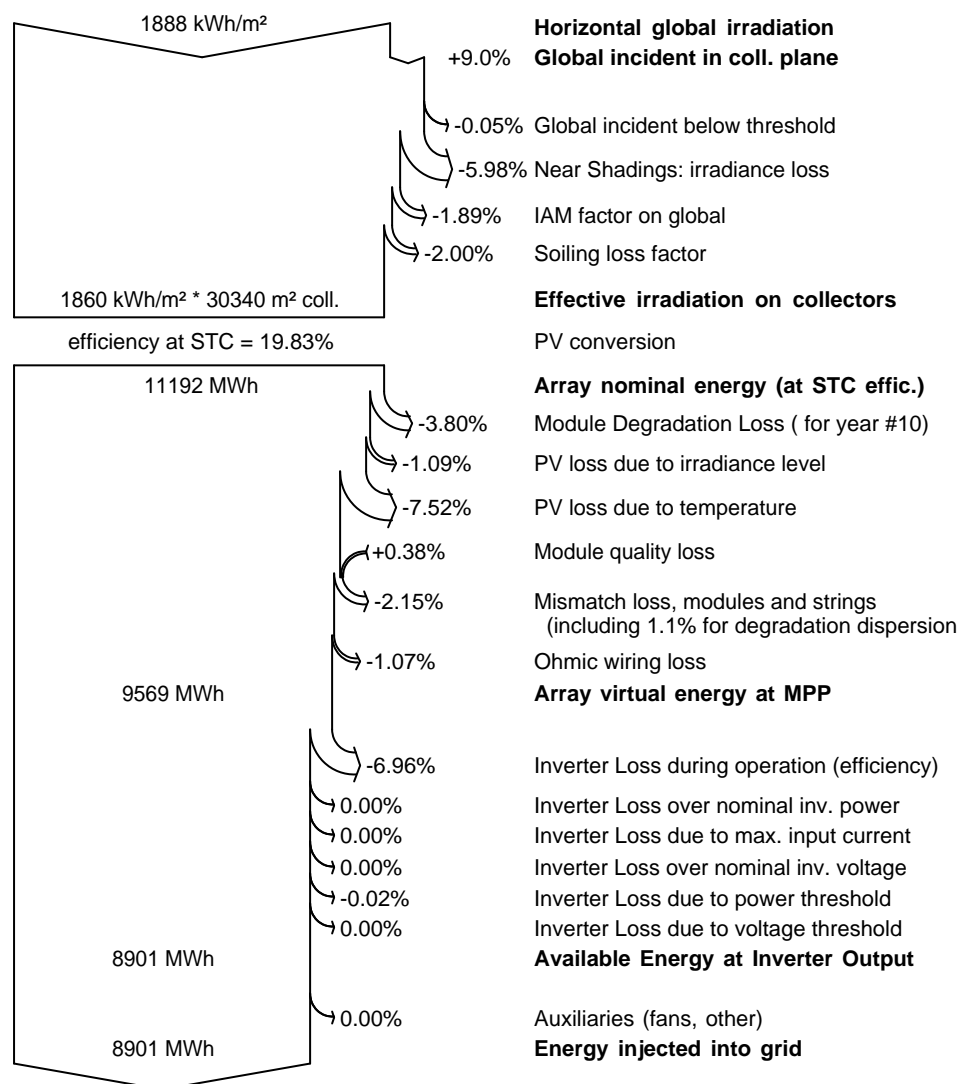 1888 kWh/m² Horizontal global irradiation
+9.0% Global incident in coll. plane
-0.05% Global incident below threshold
-5.98% Near Shadings: irradiance loss
-1.89% IAM factor on global
-2.00% Soiling loss factor
1860 kWh/m² * 30340 m² coll. Effective irradiation on collectors
efficiency at STC = 19.83% PV conversion
11192 MWh Array nominal energy (at STC effic.)
-3.80% Module Degradation Loss ( for year #10)
-1.09% PV loss due to irradiance level
-7.52% PV loss due to temperature
+0.38% Module quality loss
-2.15% Mismatch loss, modules and strings
(including 1.1% for degradation dispersion
-1.07% Ohmic wiring loss
9569 MWh Array virtual energy at MPP
-6.96% Inverter Loss during operation (efficiency)
0.00% Inverter Loss over nominal inv. power
0.00% Inverter Loss due to max. input current
0.00% Inverter Loss over nominal inv. voltage
-0.02% Inverter Loss due to power threshold
0.00% Inverter Loss due to voltage threshold
8901 MWh Available Energy at Inverter Output
0.00% Auxiliaries (fans, other)
8901 MWh Energy injected into grid